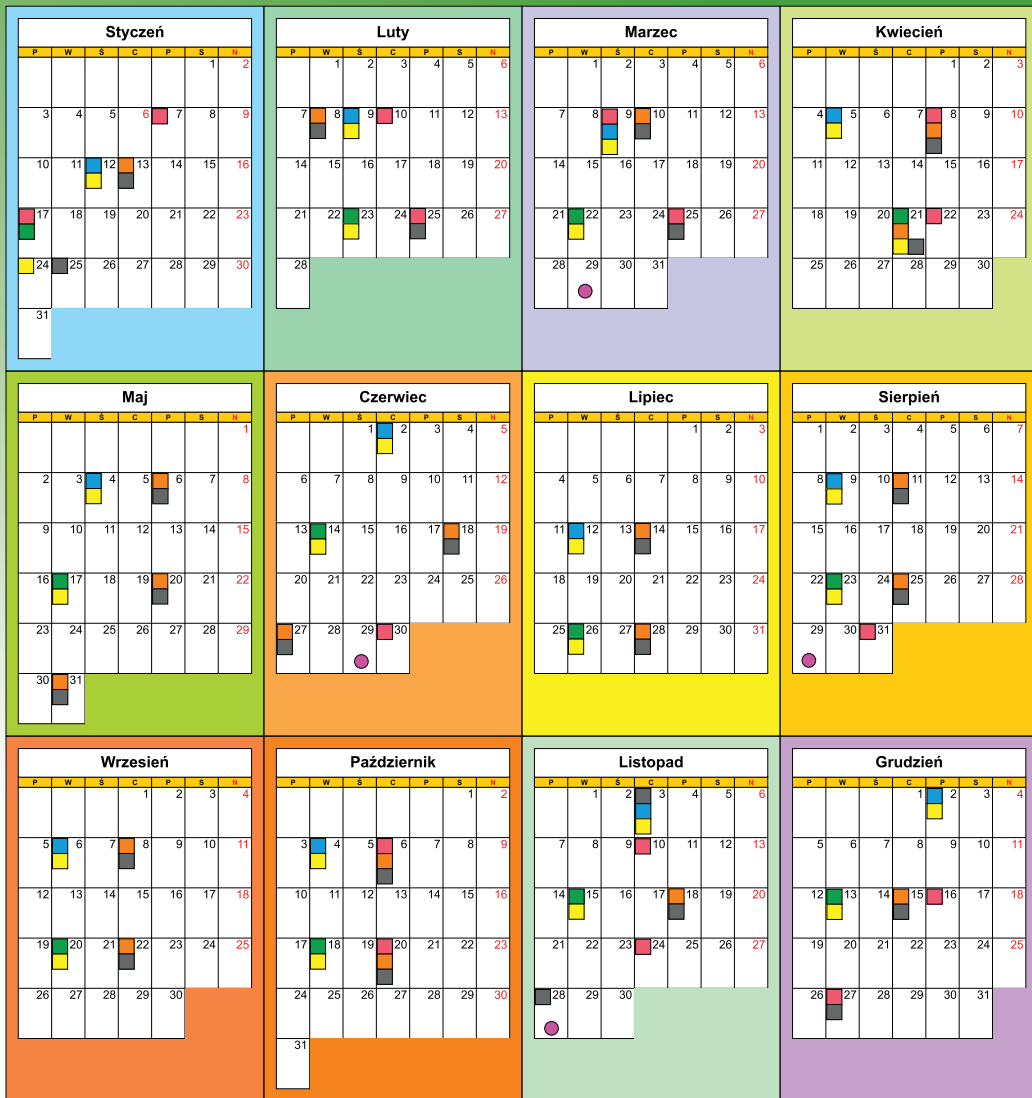 Styczeń
P W Ś C P S N
1 2
3 4 5 6 7 8 9
10 11 12 13 14 15 16
17 18 19 20 21 22 23
24 25 26 27 28 29 30
31
Luty
P W Ś C P S N
1 2 3 4 5 6
7 8 9 10 11 12 13
14 15 16 17 18 19 20
21 22 23 24 25 26 27
28
Marzec
P W Ś C P S N
1 2 3 4 5 6
7 8 9 10 11 12 13
14 15 16 17 18 19 20
21 22 23 24 25 26 27
28 29 30 31
Kwiecień
P W Ś C P S N
1 2 3
4 5 6 7 8 9 10
11 12 13 14 15 16 17
18 19 20 21 22 23 24
25 26 27 28 29 30
Maj
P W Ś C P S N
1
2 3 4 5 6 7 8
9 10 11 12 13 14 15
16 17 18 19 20 21 22
23 24 25 26 27 28 29
30 31
Czerwiec
P W Ś C P S N
1 2 3 4 5
6 7 8 9 10 11 12
13 14 15 16 17 18 19
20 21 22 23 24 25 26
27 28 29 30
Lipiec
P W Ś C P S N
1 2 3
4 5 6 7 8 9 10
11 12 13 14 15 16 17
18 19 20 21 22 23 24
25 26 27 28 29 30 31
Sierpień
P W Ś C P S N
1 2 3 4 5 6 7
8 9 10 11 12 13 14
15 16 17 18 19 20 21
22 23 24 25 26 27 28
29 30 31
Wrzesień
P W Ś C P S N
1 2 3 4
5 6 7 8 9 10 11
12 13 14 15 16 17 18
19 20 21 22 23 24 25
26 27 28 29 30
Październik
P W Ś C P S N
1 2
3 4 5 6 7 8 9
10 11 12 13 14 15 16
17 18 19 20 21 22 23
24 25 26 27 28 29 30
31
Listopad
P W Ś C P S N
1 2 3 4 5 6
7 8 9 10 11 12 13
14 15 16 17 18 19 20
21 22 23 24 25 26 27
28 29 30
Grudzień
P W Ś C P S N
1 2 3 4
5 6 7 8 9 10 11
12 13 14 15 16 17 18
19 20 21 22 23 24 25
26 27 28 29 30 31